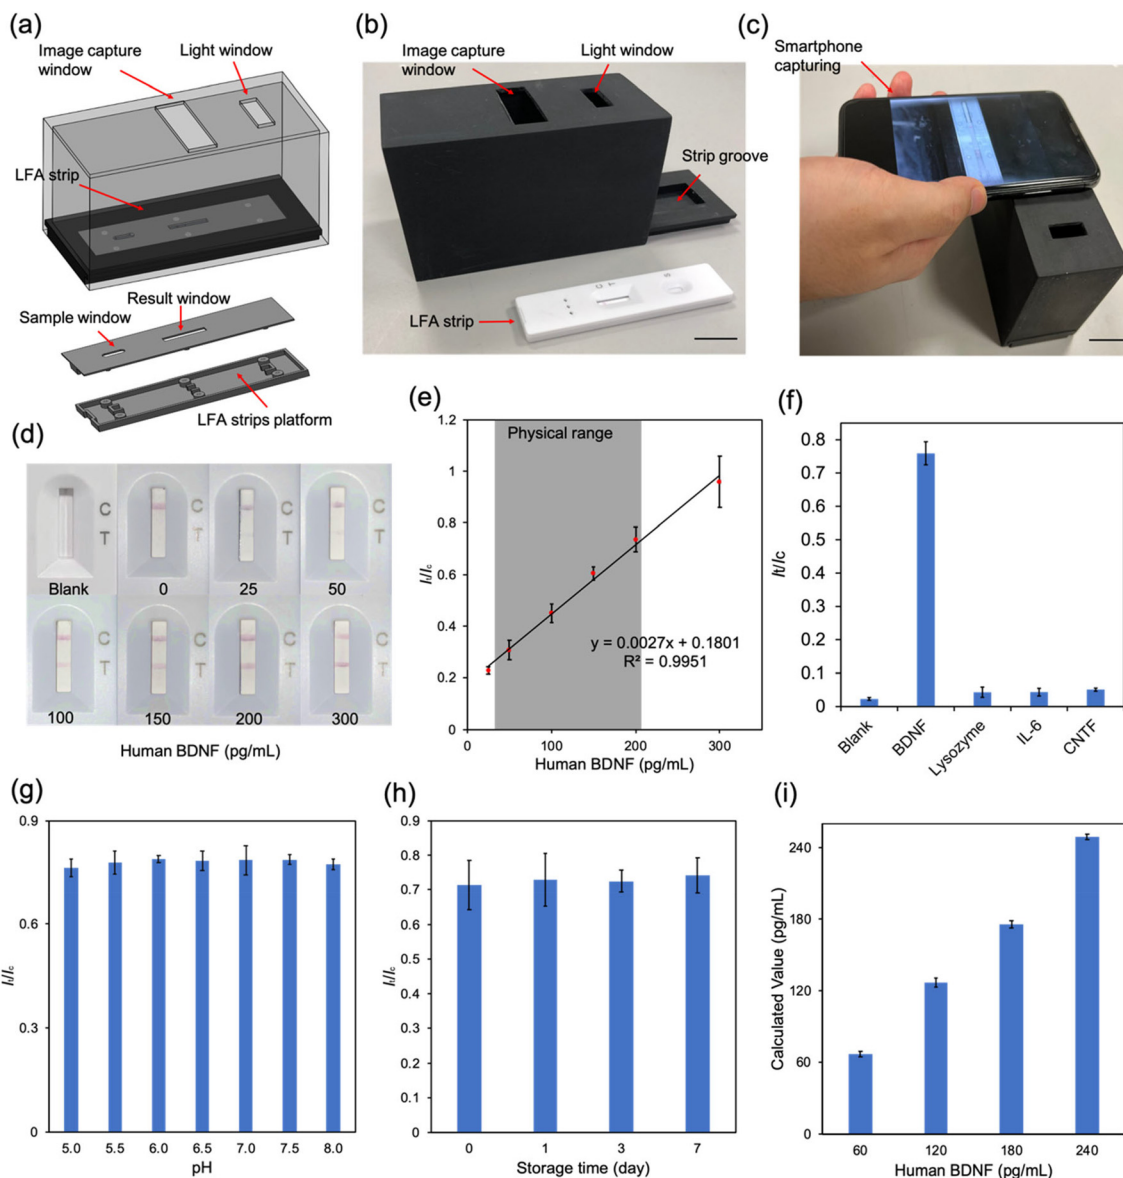 (a)
Image capture
window
Light window
LFA strip
Result window
Sample window
LFA strips platform
(b)
Image capture
window
Light window
Strip groove
LFA strip
(c)
Smartphone
capturing
(d)
C
T
C
T
Blank
0
25
50
C
T
C
T
100
150
200
300
Human BDNF (pg/mL)
(e)
Physical range
1.2
1
0.8
0.6
0.4
0.2
0
y = 0.0027x + 0.1801
R² = 0.9951
0
100
200
300
Human BDNF (pg/mL)
It/Ic
(f)
0.8
0.7
0.6
0.5
0.4
0.3
0.2
0.1
0
It/Ic
Blank
BDNF
Lysozyme
IL-6
CNTF
(g)
0.9
0.6
0.3
0
It/Ic
5.0
5.5
6.0
6.5
7.0
7.5
8.0
pH
(h)
0.9
0.8
0.7
0.6
0.5
0.4
0.3
0.2
0.1
0
It/Ic
0
1
3
7
Storage time (day)
(i)
240
180
120
60
0
Calculated Value (pg/mL)
60
120
180
240
Human BDNF (pg/mL)